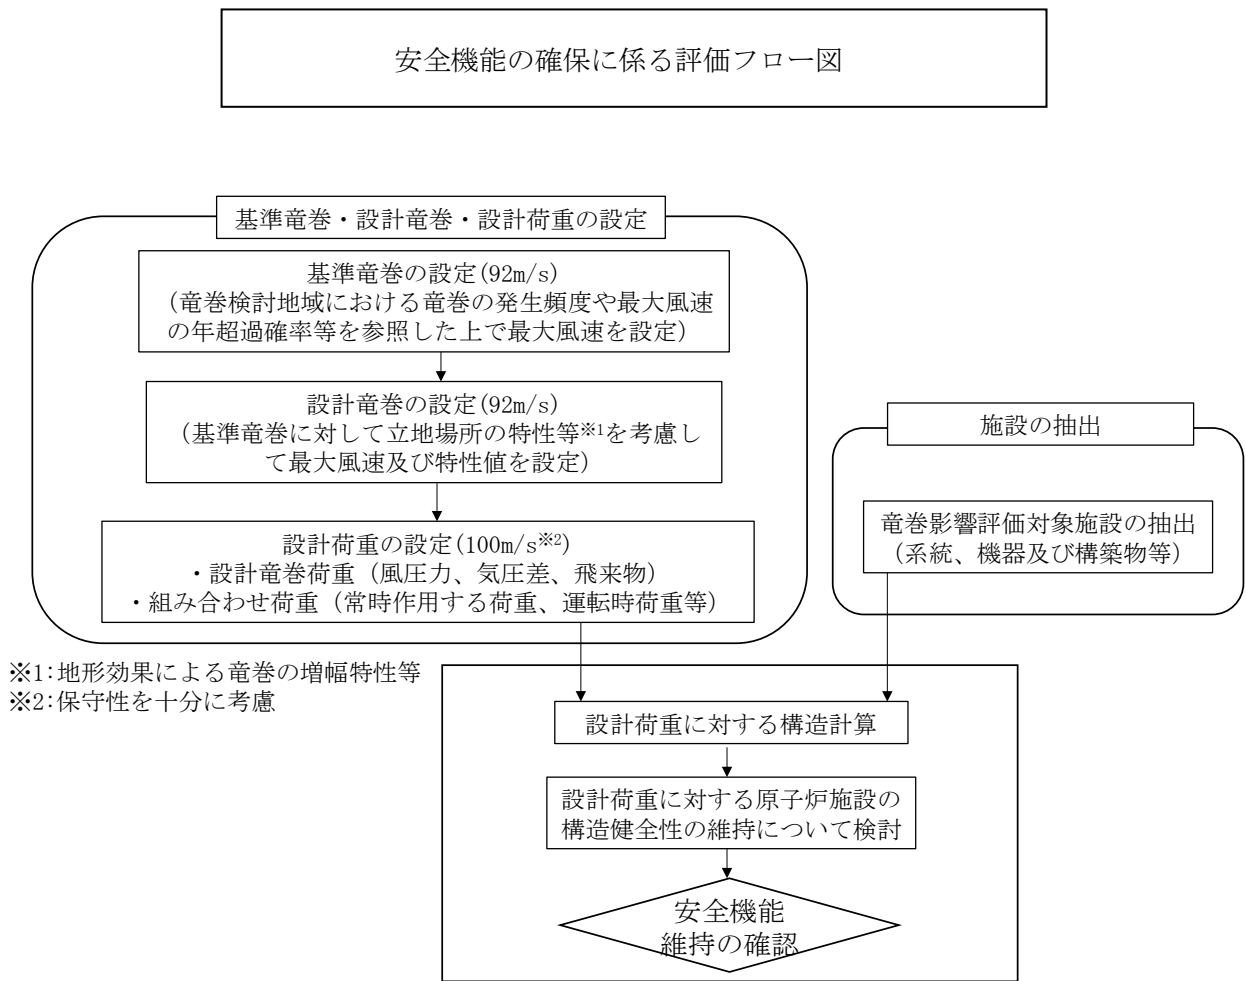 安全機能の確保に係る評価フロー図
基準竜巻・設計竜巻・設計荷重の設定
基準竜巻の設定(92m/s)
（竜巻検討地域における竜巻の発生頻度や最大風速
の年超過確率等を参照した上で最大風速を設定）
設計竜巻の設定(92m/s)
（基準竜巻に対して立地場所の特性等※1を考慮し
て最大風速及び特性値を設定）
設計荷重の設定(100m/s※2)
・設計竜巻荷重（風圧力、気圧差、飛来物）
・組み合わせ荷重（常時作用する荷重、運転時荷重等）
施設の抽出
竜巻影響評価対象施設の抽出
（系統、機器及び構築物等）
※1:地形効果による竜巻の増幅特性等
※2:保守性を十分に考慮
設計荷重に対する構造計算
設計荷重に対する原子炉施設の
構造健全性の維持について検討
安全機能
維持の確認